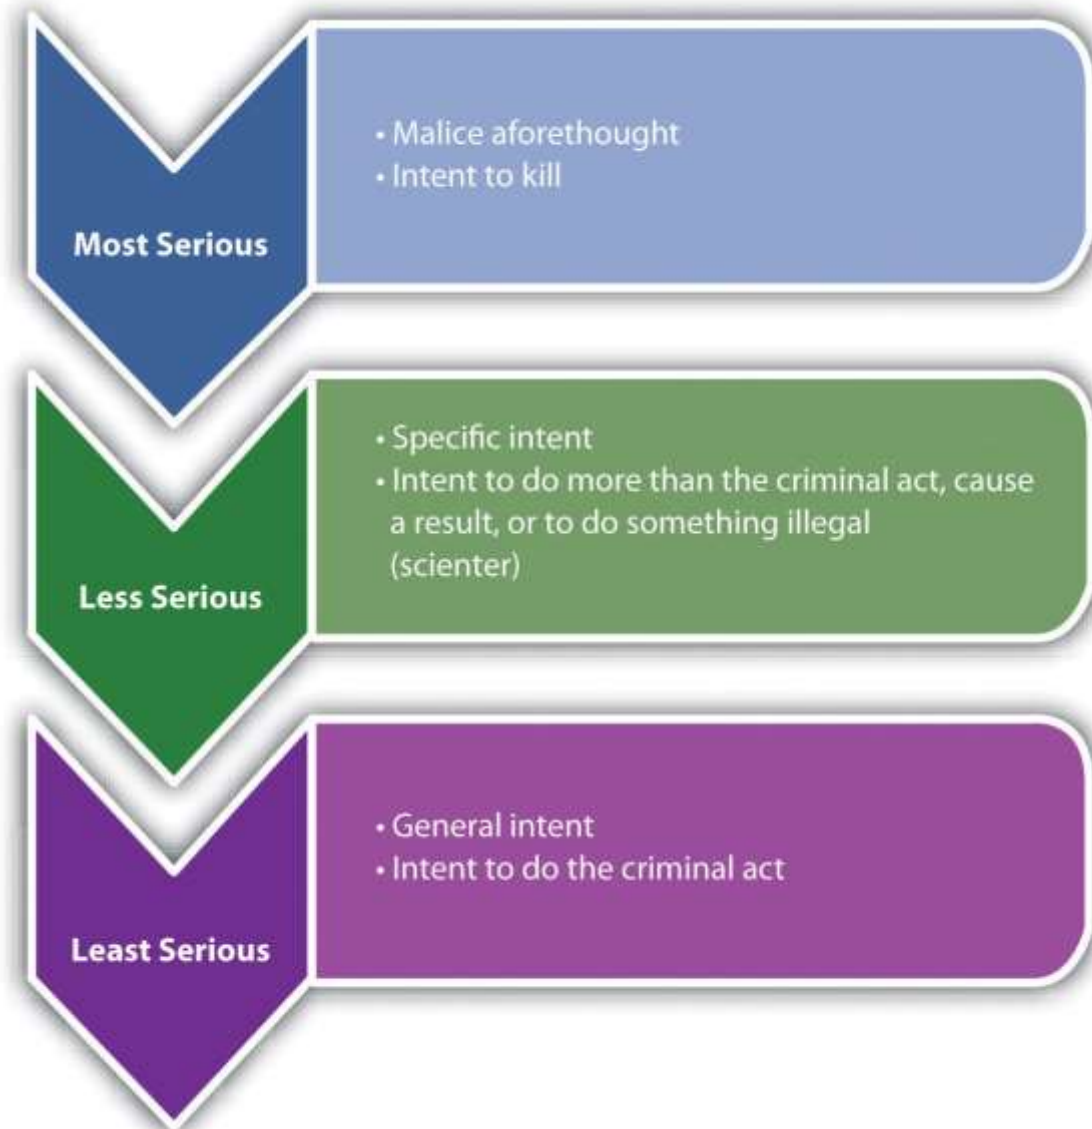 • Malice aforethought
• Intent to kill
Most Serious
• Specific intent
• Intent to do more than the criminal act, cause
a result, or to do something illegal
(scienter)
Less Serious
• General intent
• Intent to do the criminal act
Least Serious